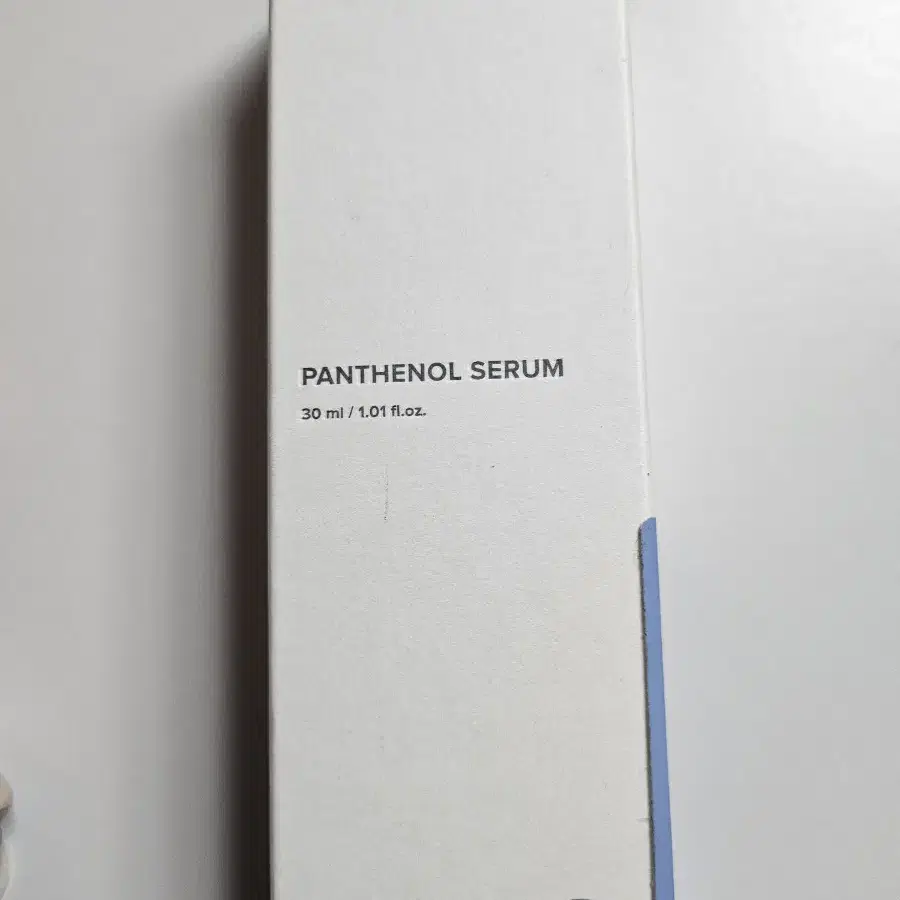 PANTHENOL SERUM
30 ml / 1.01 fl.oz.